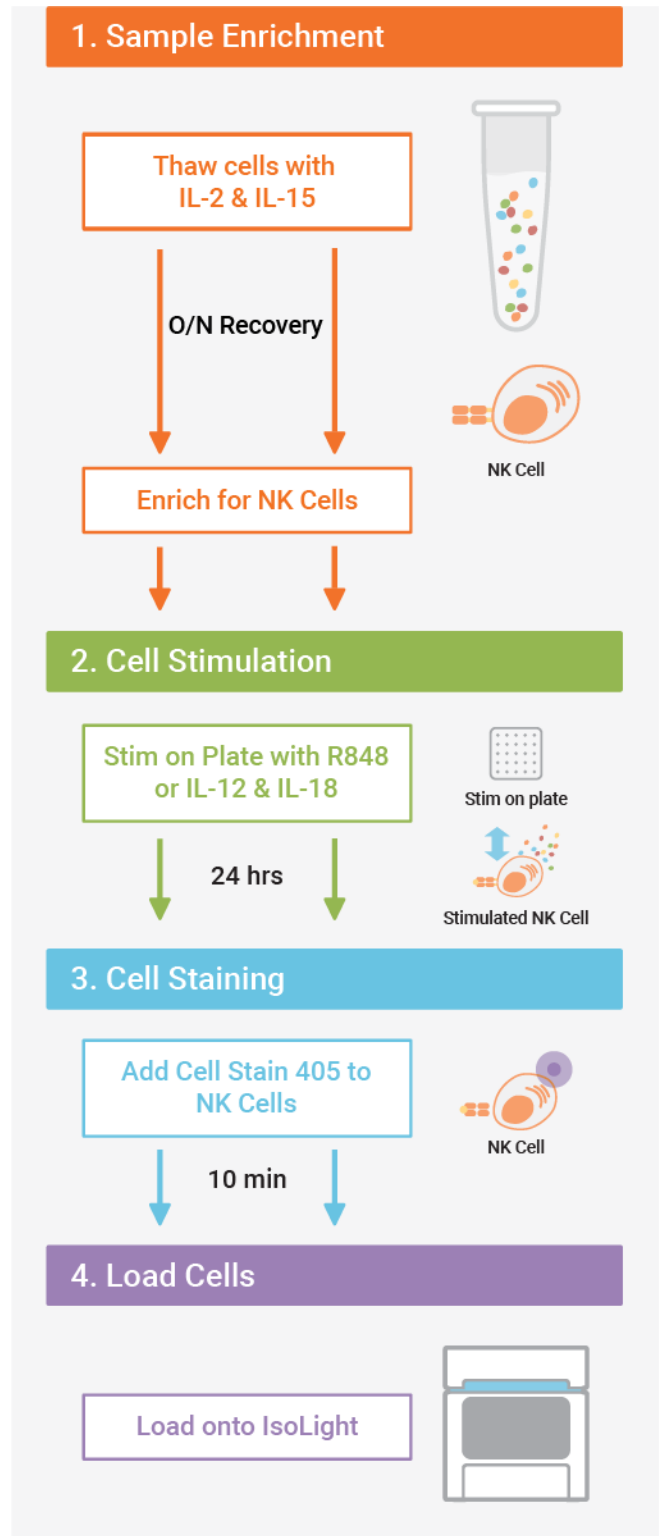 1. Sample Enrichment
Thaw cells with
IL-2 & IL-15
O/N Recovery
NK Cell
Enrich for NK Cells
2. Cell Stimulation
Stim on Plate with R848
or IL-12 & IL-18
Stim on plate
24 hrs
Stimulated NK Cell
3. Cell Staining
Add Cell Stain 405 to
NK Cells
NK Cell
10 min
4. Load Cells
Load onto IsoLight